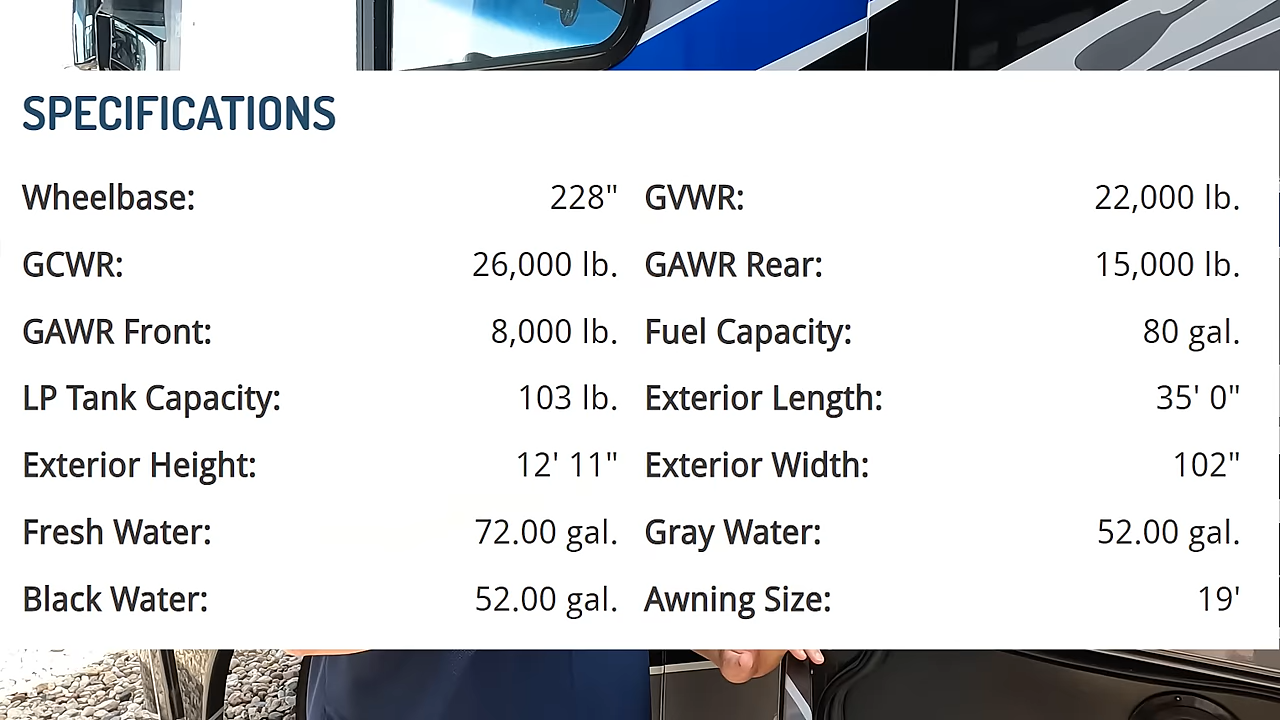 SPECIFICATIONS
Wheelbase: 228" GVWR: 22,000 lb.
GCWR: 26,000 lb. GAWR Rear: 15,000 lb.
GAWR Front: 8,000 lb. Fuel Capacity: 80 gal.
LP Tank Capacity: 103 lb. Exterior Length: 35' 0"
Exterior Height: 12' 11" Exterior Width: 102"
Fresh Water: 72.00 gal. Gray Water: 52.00 gal.
Black Water: 52.00 gal. Awning Size: 19'